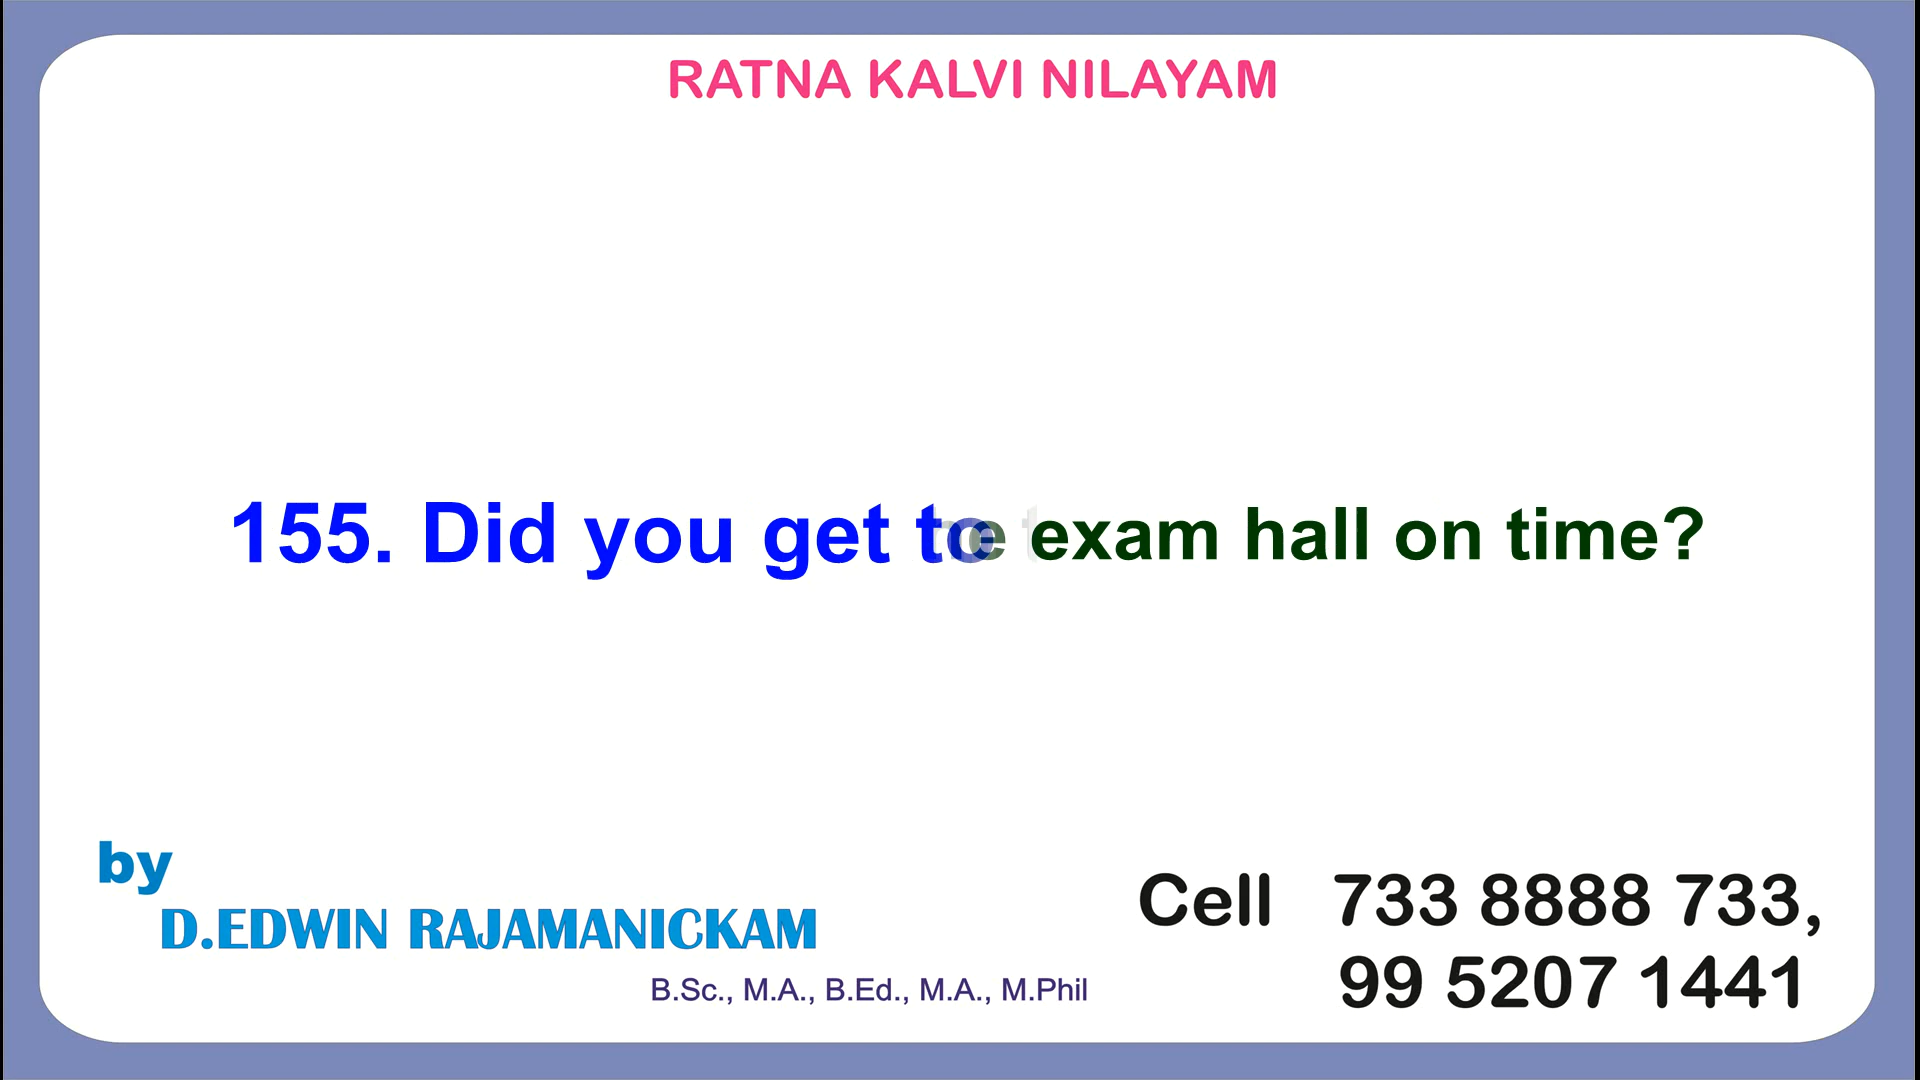 RATNA KALVI NILAYAM
155. Did you get to exam hall on time?
by
D.EDWIN RAJAMANICKAM
B.Sc., M.A., B.Ed., M.A., M.Phil
Cell 733 8888 733,
99 5207 1441